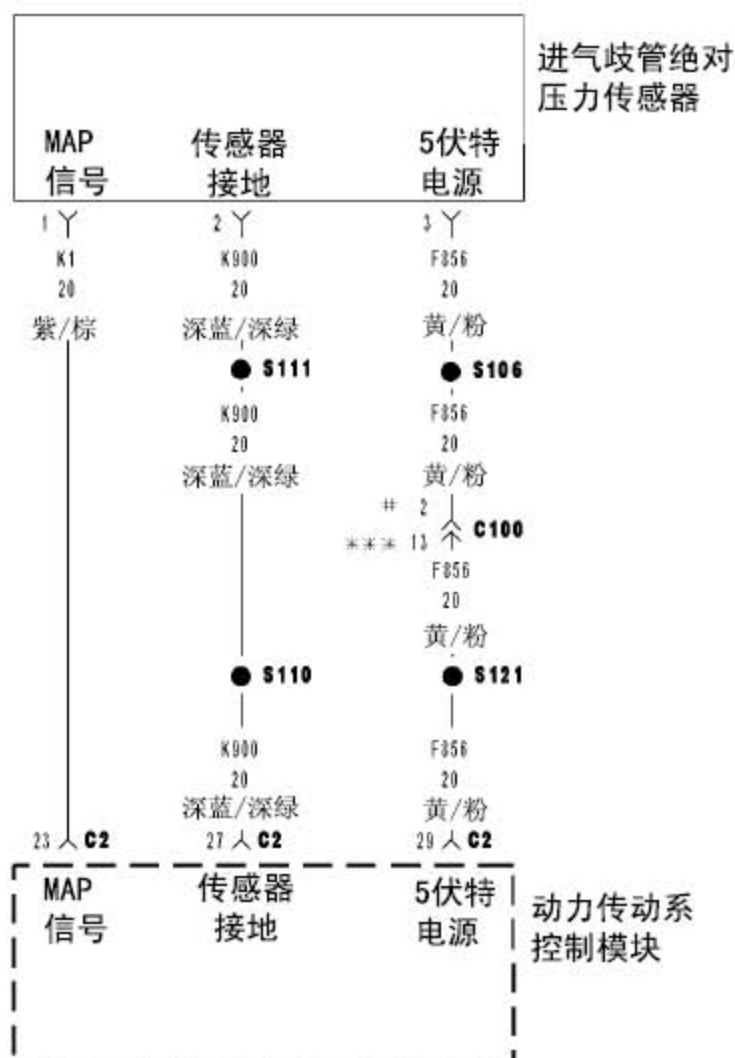 进气歧管绝对
压力传感器
MAP 传感器 5伏特
信号 接地 电源
1 2 3
K1 K900 F856
20 20 20
紫/棕 深蓝/深绿 黄/粉
S111 S106
K900 F856
20 20
深蓝/深绿 黄/粉
# 2
C100
*** 13
F856
20
黄/粉
S110 S121
K900 F856
20 20
深蓝/深绿 黄/粉
23 C2 27 C2 29 C2
MAP 传感器 5伏特
信号 接地 电源
动力传动系
控制模块